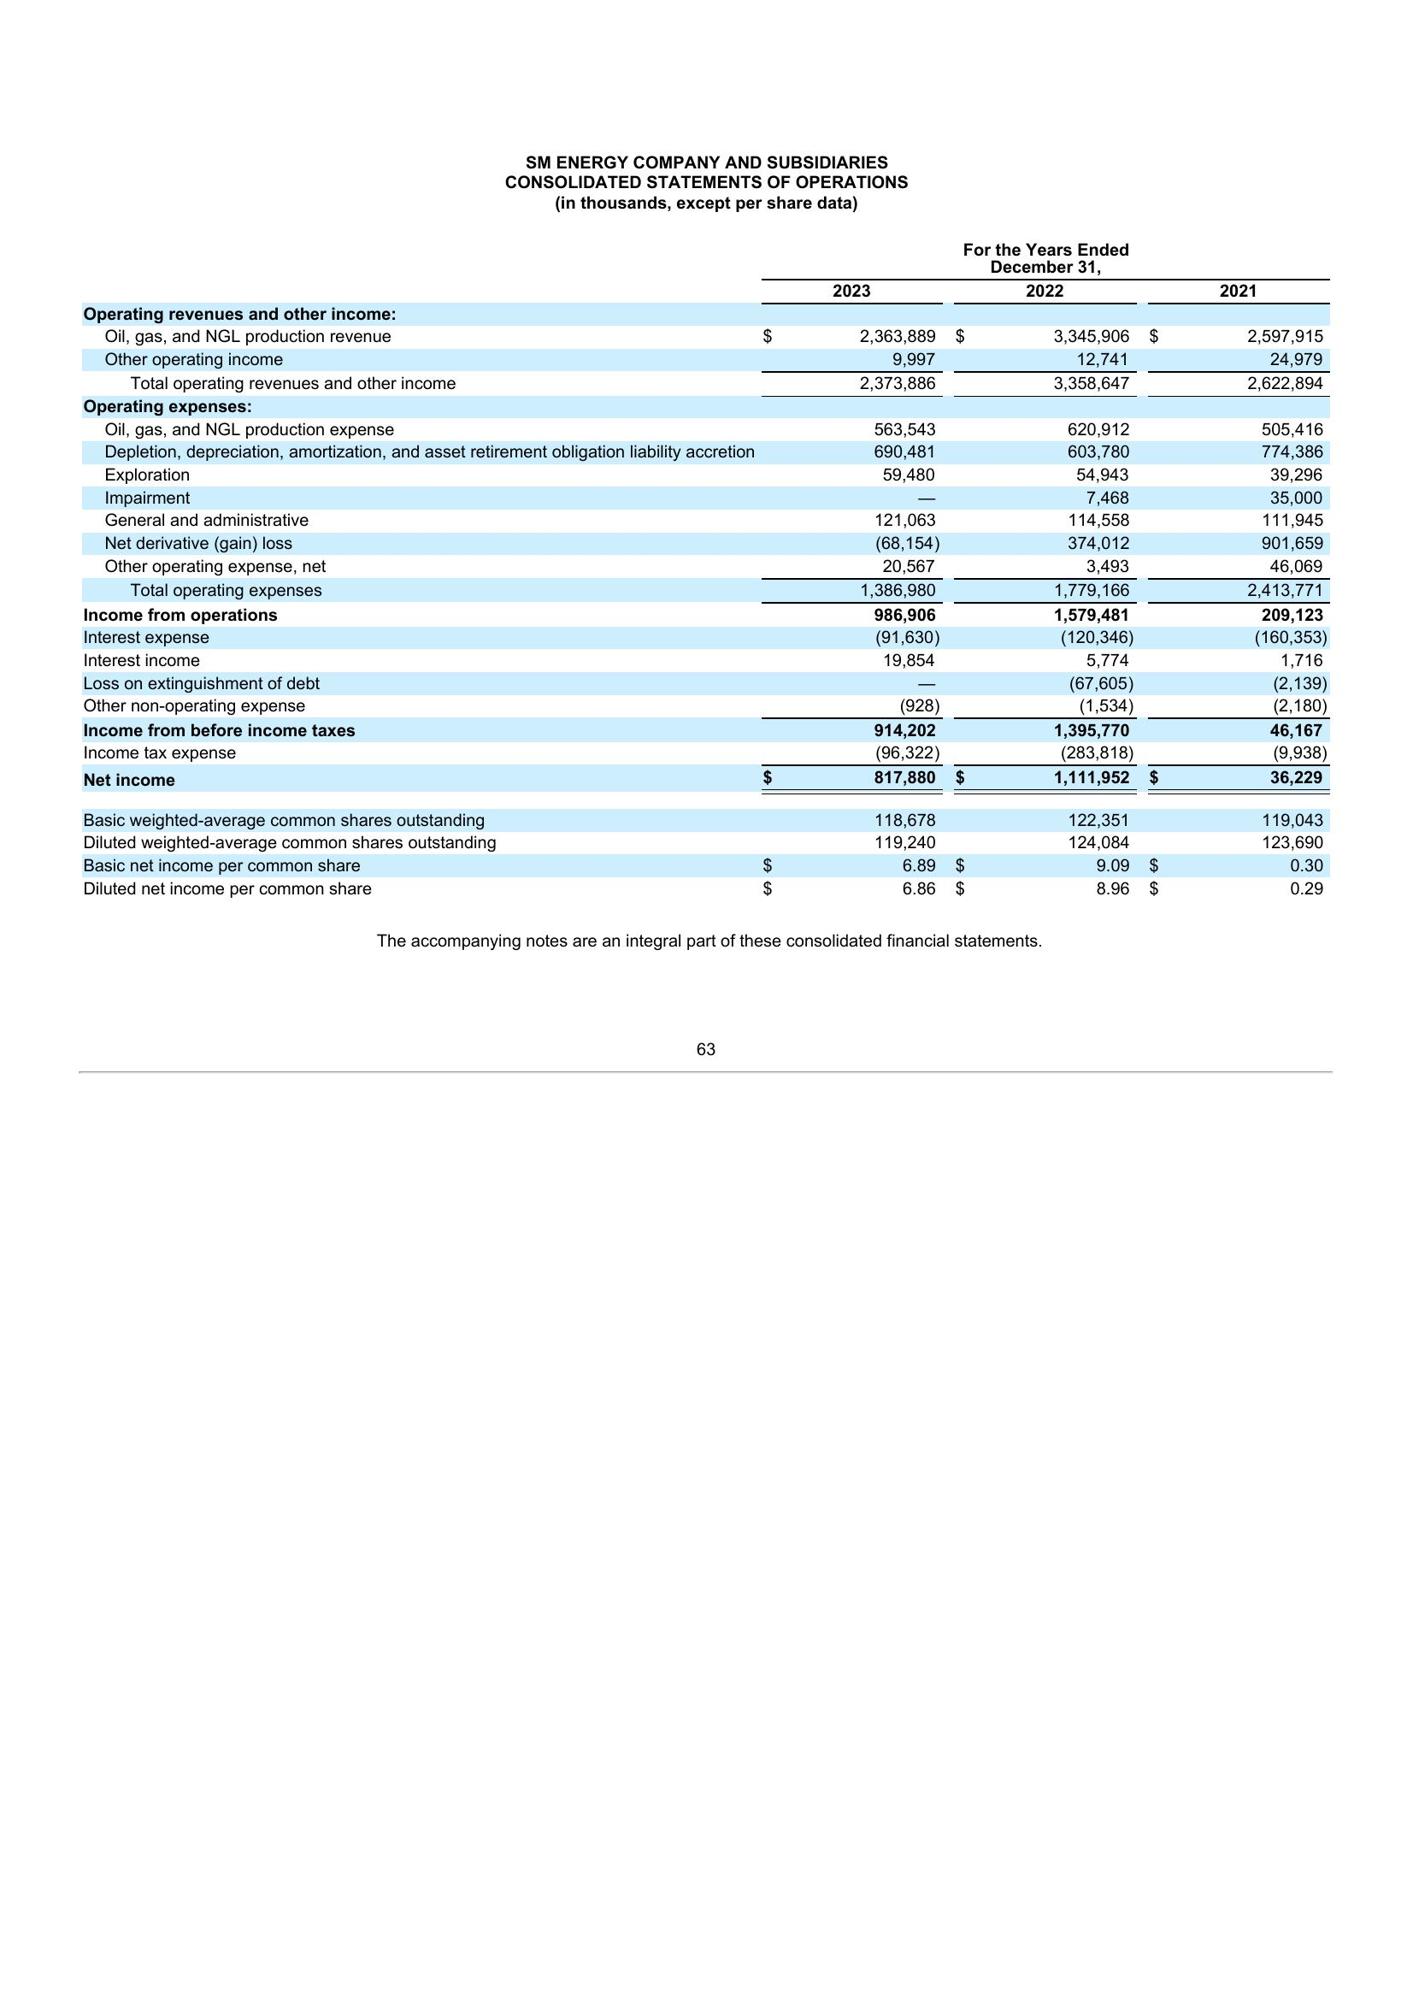 SM ENERGY COMPANY AND SUBSIDIARIES
CONSOLIDATED STATEMENTS OF OPERATIONS
(in thousands, except per share data)
For the Years Ended
December 31,
2023 2022 2021
Operating revenues and other income:
Oil, gas, and NGL production revenue $ 2,363,889 $ 3,345,906 $ 2,597,915
Other operating income 9,997 12,741 24,979
Total operating revenues and other income 2,373,886 3,358,647 2,622,894
Operating expenses:
Oil, gas, and NGL production expense 563,543 620,912 505,416
Depletion, depreciation, amortization, and asset retirement obligation liability accretion 690,481 603,780 774,386
Exploration 59,480 54,943 39,296
Impairment — 7,468 35,000
General and administrative 121,063 114,558 111,945
Net derivative (gain) loss (68,154) 374,012 901,659
Other operating expense, net 20,567 3,493 46,069
Total operating expenses 1,386,980 1,779,166 2,413,771
Income from operations 986,906 1,579,481 209,123
Interest expense (91,630) (120,346) (160,353)
Interest income 19,854 5,774 1,716
Loss on extinguishment of debt — (67,605) (2,139)
Other non-operating expense (928) (1,534) (2,180)
Income from before income taxes 914,202 1,395,770 46,167
Income tax expense (96,322) (283,818) (9,938)
Net income $ 817,880 $ 1,111,952 $ 36,229
Basic weighted-average common shares outstanding 118,678 122,351 119,043
Diluted weighted-average common shares outstanding 119,240 124,084 123,690
Basic net income per common share $ 6.89 $ 9.09 $ 0.30
Diluted net income per common share $ 6.86 $ 8.96 $ 0.29
The accompanying notes are an integral part of these consolidated financial statements.
63